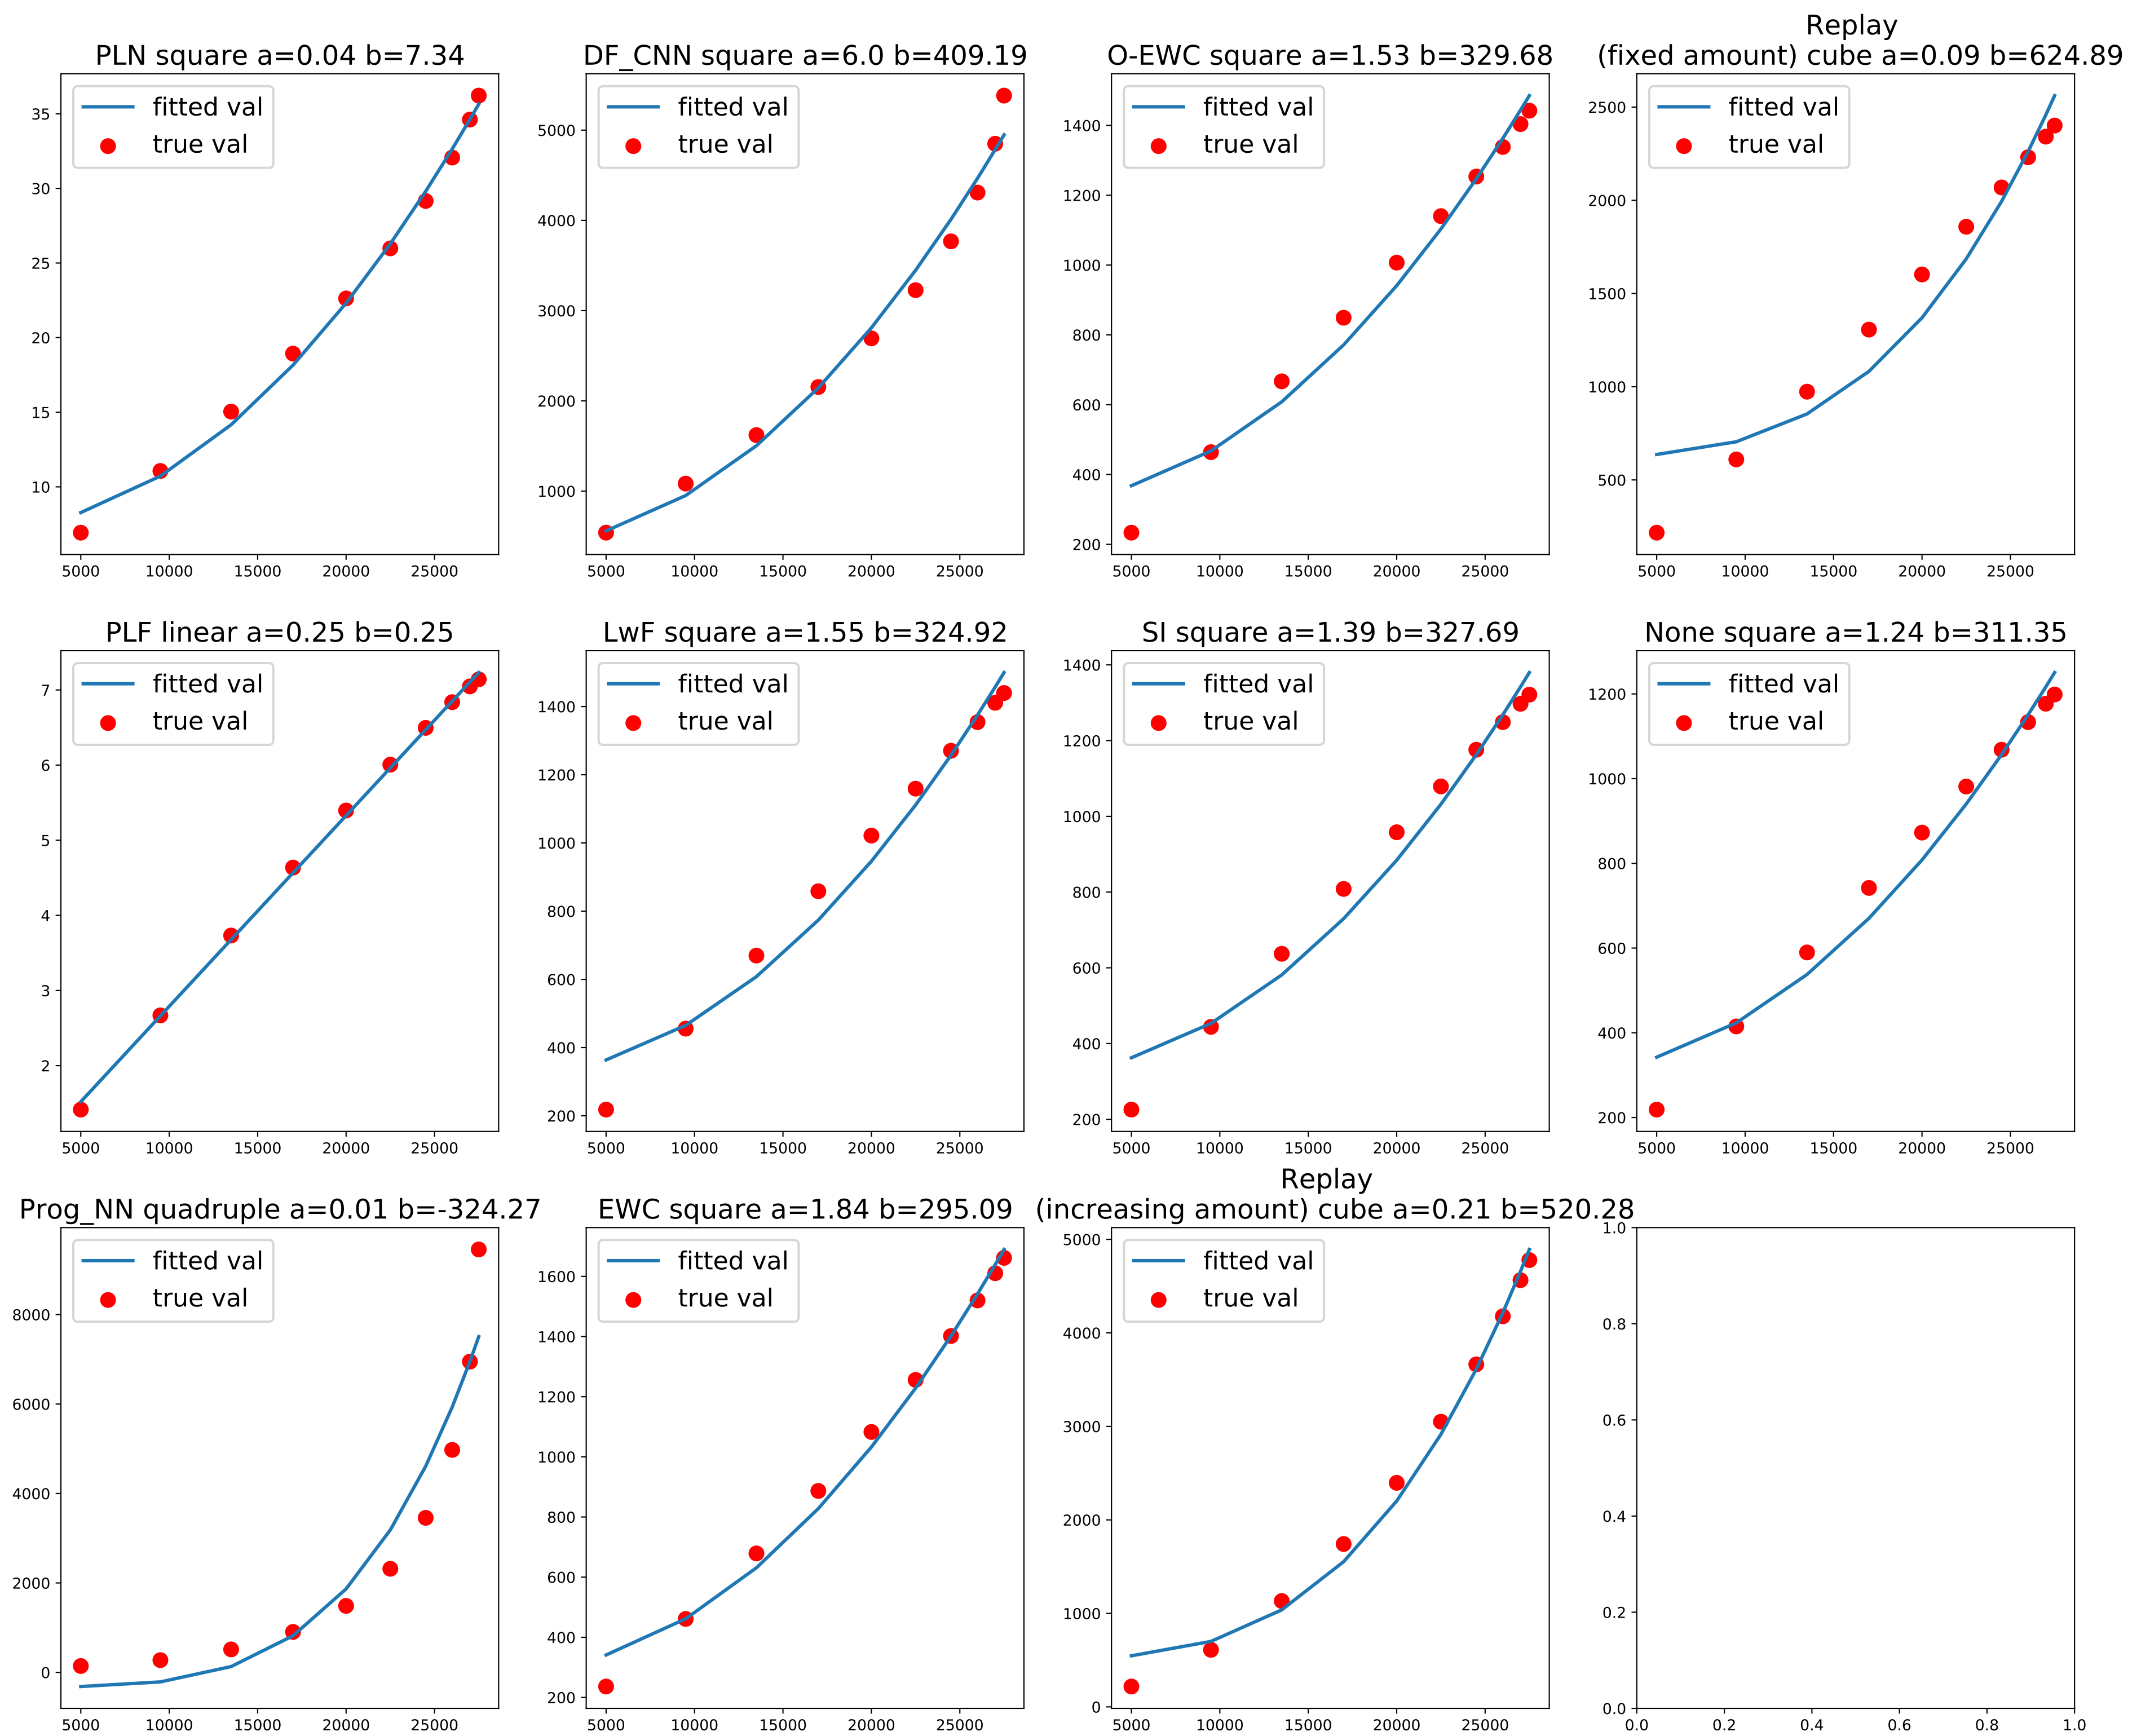 PLN square a=0.04 b=7.34
fitted val
true val
35
30
25
20
15
10
5000 10000 15000 20000 25000
DF_CNN square a=6.0 b=409.19
fitted val
true val
5000
4000
3000
2000
1000
5000 10000 15000 20000 25000
O-EWC square a=1.53 b=329.68
fitted val
true val
1400
1200
1000
800
600
400
200
5000 10000 15000 20000 25000
Replay
(fixed amount) cube a=0.09 b=624.89
fitted val
true val
2500
2000
1500
1000
500
5000 10000 15000 20000 25000
PLF linear a=0.25 b=0.25
fitted val
true val
7
6
5
4
3
2
5000 10000 15000 20000 25000
LwF square a=1.55 b=324.92
fitted val
true val
1400
1200
1000
800
600
400
200
5000 10000 15000 20000 25000
SI square a=1.39 b=327.69
fitted val
true val
1400
1200
1000
800
600
400
200
5000 10000 15000 20000 25000
None square a=1.24 b=311.35
fitted val
true val
1200
1000
800
600
400
200
5000 10000 15000 20000 25000
Prog_NN quadruple a=0.01 b=-324.27
fitted val
true val
8000
6000
4000
2000
0
5000 10000 15000 20000 25000
EWC square a=1.84 b=295.09
fitted val
true val
1600
1400
1200
1000
800
600
400
200
5000 10000 15000 20000 25000
Replay
(increasing amount) cube a=0.21 b=520.28
fitted val
true val
5000
4000
3000
2000
1000
0
5000 10000 15000 20000 25000
1.0
0.8
0.6
0.4
0.2
0.0
0.0 0.2 0.4 0.6 0.8 1.0